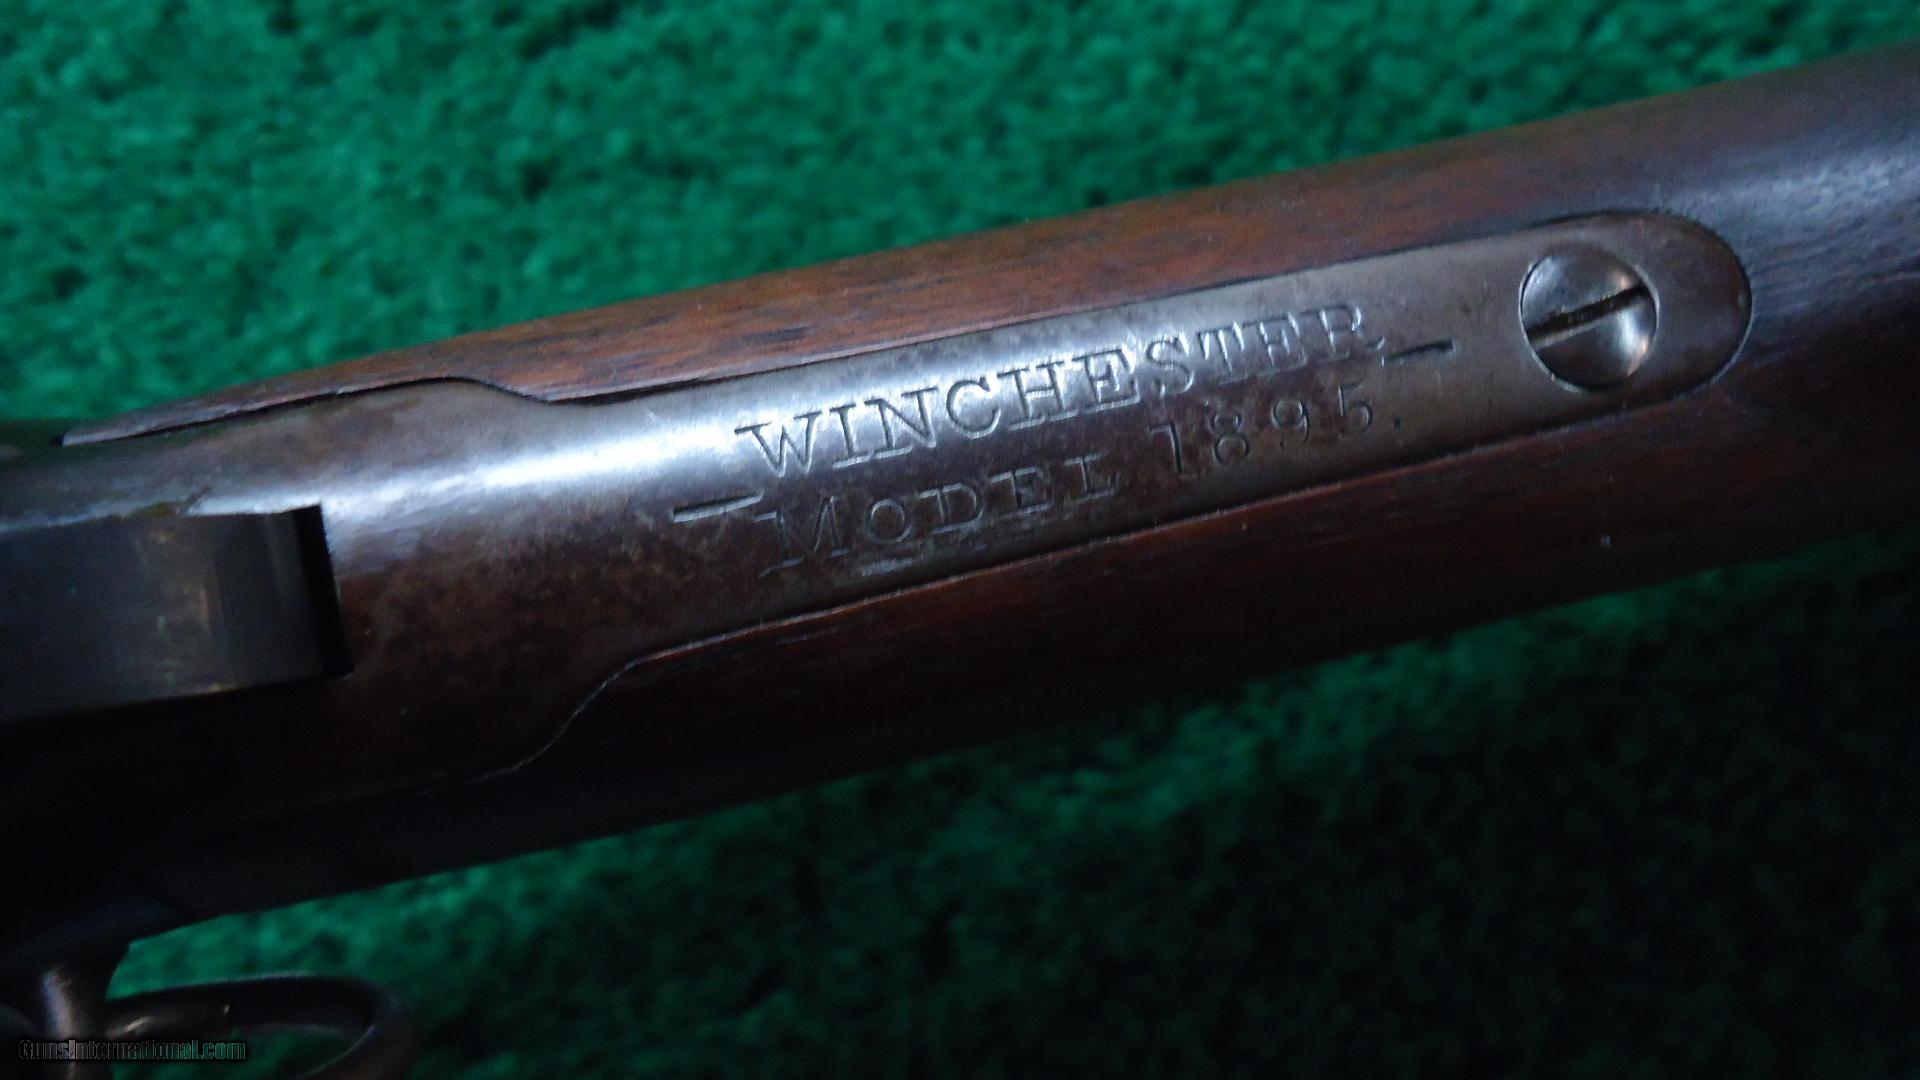 WINCHESTER
— MODEL 1895. —
GunsInternational.com